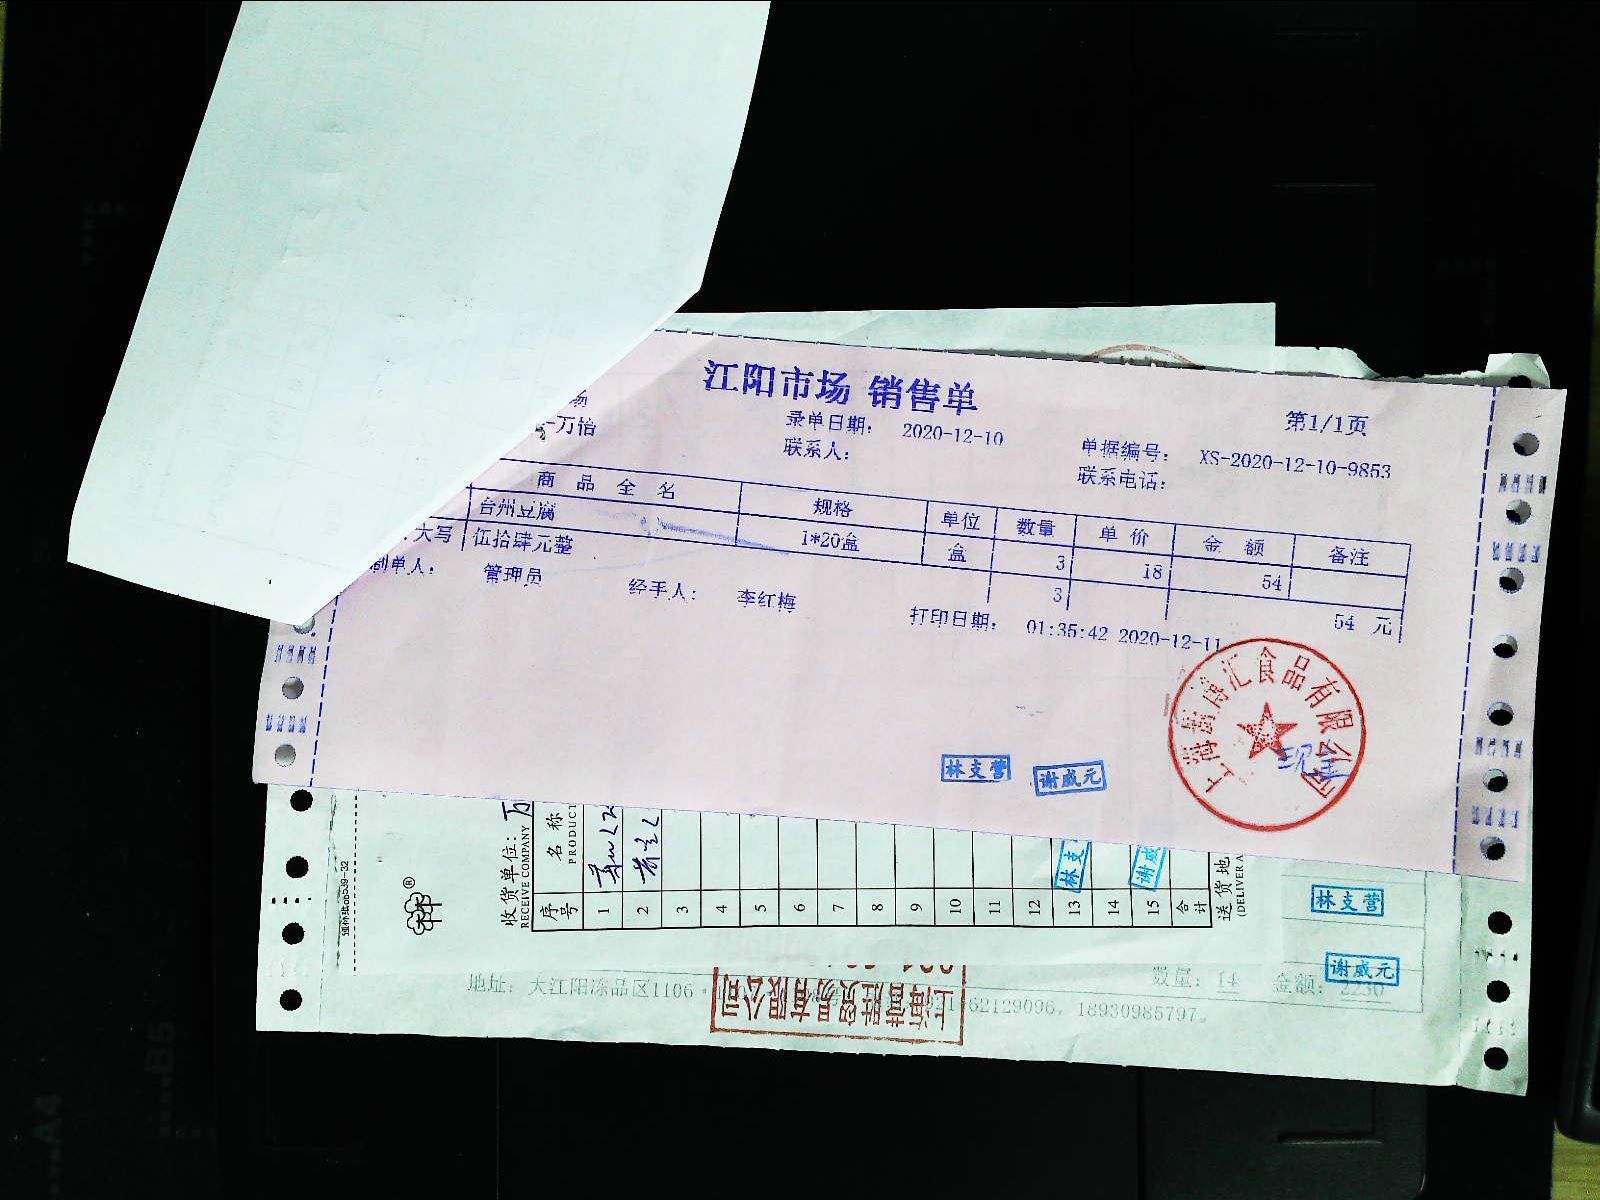 江阳市场 销售单
第1/1页
万怡
录单日期: 2020-12-10
单据编号: XS-2020-12-10-9853
联系人:
联系电话:
商品全名 规格 单位 数量 单价 金额 备注
台州豆腐 1*20盒 盒 3 18 54
大写 伍拾肆元整 3 54 元
制单人: 管理员 经手人: 李红梅 打印日期: 01:35:42 2020-12-11
汇食品有限公司
现金
林支营 谢威元
收货单位: 万
RECEIVE COMPANY
序号 名称
PRODUCT
1
2
3
4
5
6
7
8
9
10
11
12
13
14
15
合计
送货地
(DELIVER A
林支
谢威
林支营
谢威元
数量: 14 金额: 2230
地址: 大江阳冻品区1106
62129096, 18930985797。